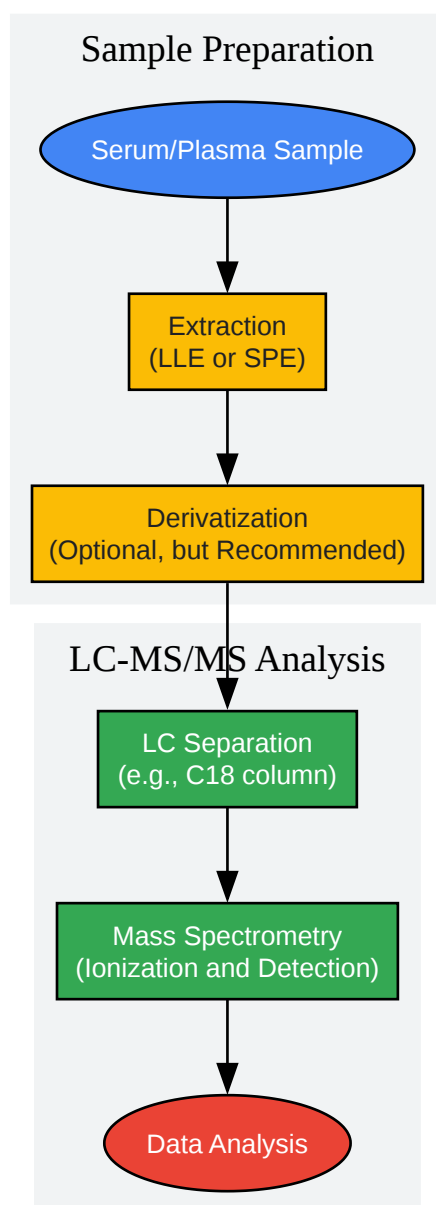 Sample Preparation
Serum/Plasma Sample
Extraction
(LLE or SPE)
Derivatization
(Optional, but Recommended)
LC-MS/MS Analysis
LC Separation
(e.g., C18 column)
Mass Spectrometry
(Ionization and Detection)
Data Analysis